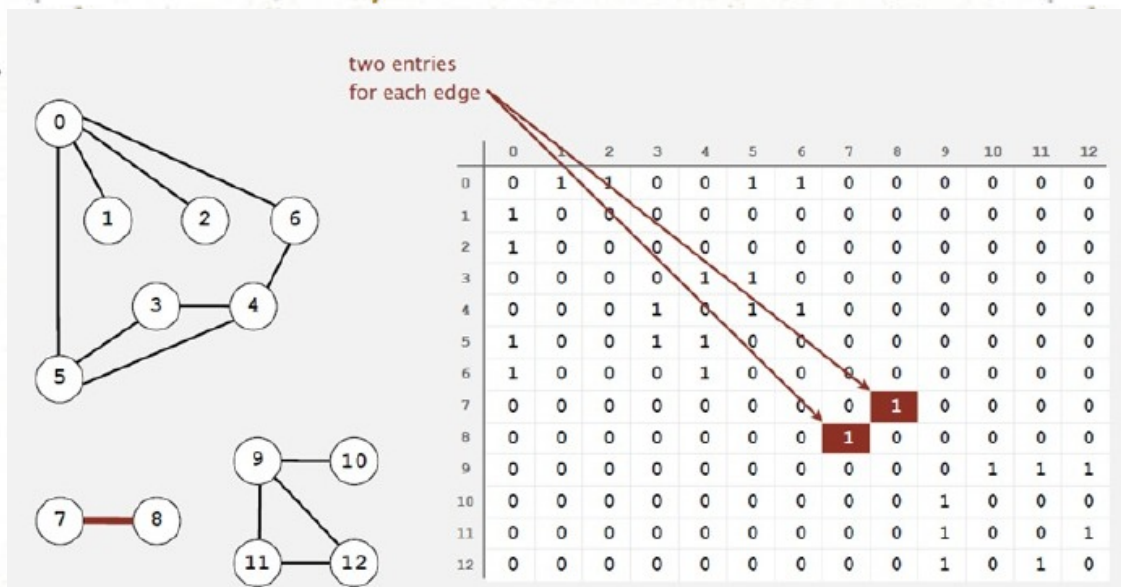 two entries
for each edge
0
1 2 6
3 4
5
9 10
7 8
11 12
0 1 2 3 4 5 6 7 8 9 10 11 12
0 0 1 1 0 0 1 1 0 0 0 0 0 0
1 1 0 0 0 0 0 0 0 0 0 0 0 0
2 1 0 0 0 0 0 0 0 0 0 0 0 0
3 0 0 0 0 1 1 0 0 0 0 0 0 0
4 0 0 0 1 0 1 1 0 0 0 0 0 0
5 1 0 0 1 1 0 0 0 0 0 0 0 0
6 1 0 0 0 1 0 0 0 0 0 0 0 0
7 0 0 0 0 0 0 0 0 1 0 0 0 0
8 0 0 0 0 0 0 0 1 0 0 0 0 0
9 0 0 0 0 0 0 0 0 0 0 1 1 1
10 0 0 0 0 0 0 0 0 0 1 0 0 0
11 0 0 0 0 0 0 0 0 0 1 0 0 1
12 0 0 0 0 0 0 0 0 0 1 0 1 0